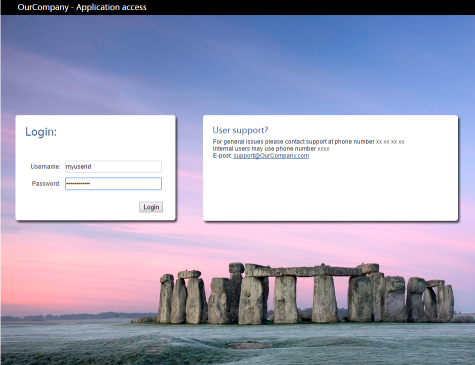 OurCompany - Application access
Login:
Username: myuserid
Password: ************
Login
User support?
For general issues please contact support at phone number xx xx xx xx
Internal users may use phone number xxxx
E-post: support@OurCompany.com